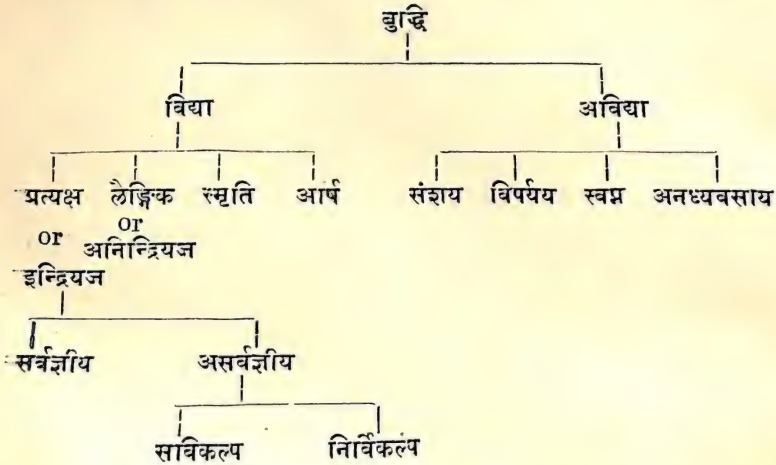 बुद्धि
विद्या अविद्या
प्रत्यक्ष लैङ्गिक स्मृति आर्ष संशय विपर्यय स्वप्न अनध्यवसाय
or or
अनिन्द्रियज
इन्द्रियज
सर्वज्ञीय असर्वज्ञीय
सविकल्प निर्विकल्प